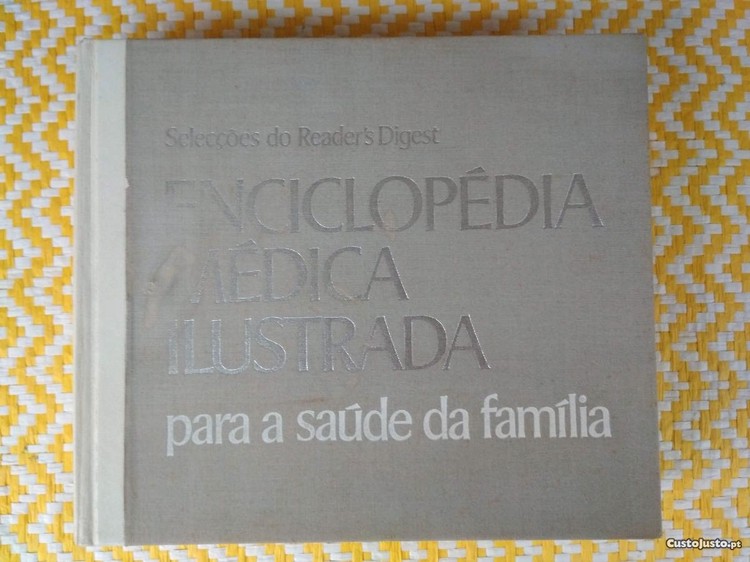 Selecções do Reader's Digest
ENCICLOPÉDIA
MÉDICA
ILUSTRADA
para a saúde da família
CustoJusto.pt